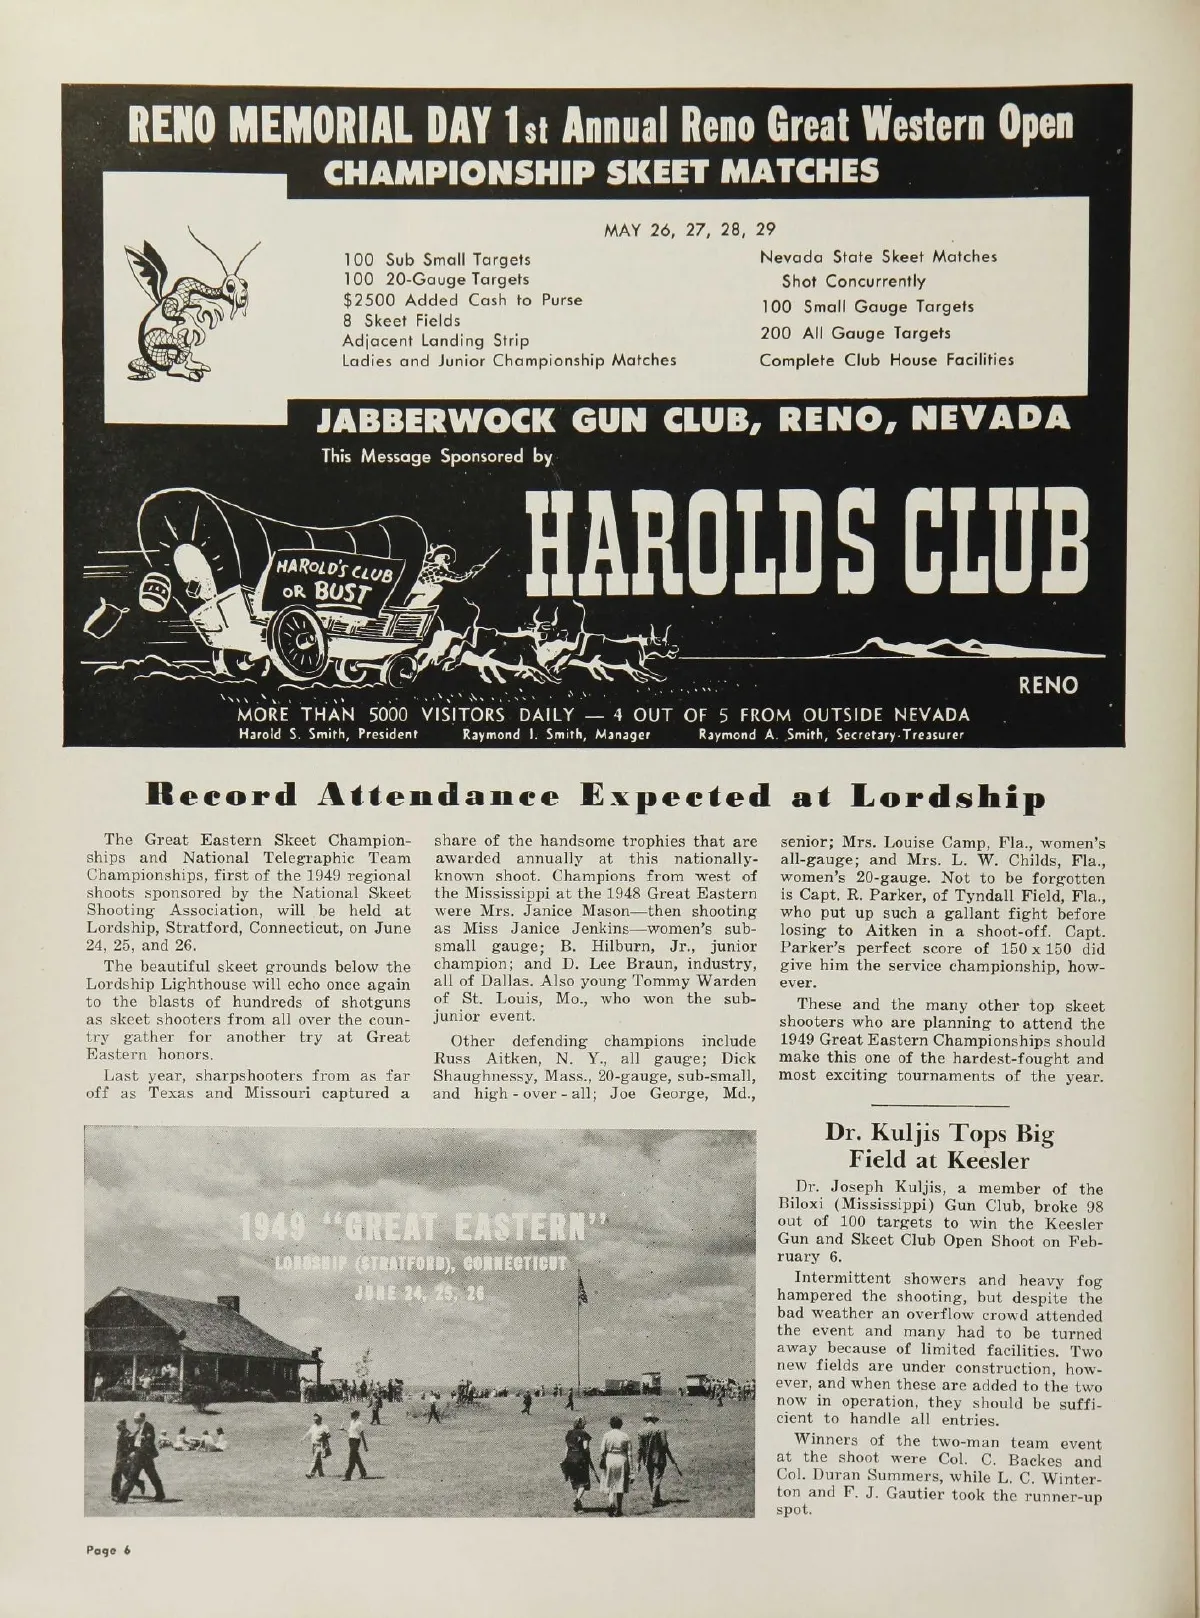 RENO MEMORIAL DAY 1st Annual Reno Great Western Open
CHAMPIONSHIP SKEET MATCHES
MAY 26, 27, 28, 29
100 Sub Small Targets
100 20-Gauge Targets
$2500 Added Cash to Purse
8 Skeet Fields
Adjacent Landing Strip
Ladies and Junior Championship Matches
Nevada State Skeet Matches
Shot Concurrently
100 Small Gauge Targets
200 All Gauge Targets
Complete Club House Facilities
JABBERWOCK GUN CLUB, RENO, NEVADA
This Message Sponsored by
HAROLDS CLUB
HAROLD'S CLUB
OR BUST
RENO
MORE THAN 5000 VISITORS DAILY — 4 OUT OF 5 FROM OUTSIDE NEVADA
Harold S. Smith, President Raymond I. Smith, Manager Raymond A. Smith, Secretary-Treasurer
Record Attendance Expected at Lordship
The Great Eastern Skeet Champion-
ships and National Telegraphic Team
Championships, first of the 1949 regional
shoots sponsored by the National Skeet
Shooting Association, will be held at
Lordship, Stratford, Connecticut, on June
24, 25, and 26.
The beautiful skeet grounds below the
Lordship Lighthouse will echo once again
to the blasts of hundreds of shotguns
as skeet shooters from all over the coun-
try gather for another try at Great
Eastern honors.
Last year, sharpshooters from as far
off as Texas and Missouri captured a
share of the handsome trophies that are
awarded annually at this nationally-
known shoot. Champions from west of
the Mississippi at the 1948 Great Eastern
were Mrs. Janice Mason—then shooting
as Miss Janice Jenkins—women's sub-
small gauge; B. Hilburn, Jr., junior
champion; and D. Lee Braun, industry,
all of Dallas. Also young Tommy Warden
of St. Louis, Mo., who won the sub-
junior event.
Other defending champions include
Russ Aitken, N. Y., all gauge; Dick
Shaughnessy, Mass., 20-gauge, sub-small,
and high - over - all; Joe George, Md.,
senior; Mrs. Louise Camp, Fla., women's
all-gauge; and Mrs. L. W. Childs, Fla.,
women's 20-gauge. Not to be forgotten
is Capt. R. Parker, of Tyndall Field, Fla.,
who put up such a gallant fight before
losing to Aitken in a shoot-off. Capt.
Parker's perfect score of 150 x 150 did
give him the service championship, how-
ever.
These and the many other top skeet
shooters who are planning to attend the
1949 Great Eastern Championships should
make this one of the hardest-fought and
most exciting tournaments of the year.
1949 "GREAT EASTERN"
LORDSHIP (STRATFORD), CONNECTICUT
JUNE 24, 25, 26
Dr. Kuljis Tops Big
Field at Keesler
Dr. Joseph Kuljis, a member of the
Biloxi (Mississippi) Gun Club, broke 98
out of 100 targets to win the Keesler
Gun and Skeet Club Open Shoot on Feb-
ruary 6.
Intermittent showers and heavy fog
hampered the shooting, but despite the
bad weather an overflow crowd attended
the event and many had to be turned
away because of limited facilities. Two
new fields are under construction, how-
ever, and when these are added to the two
now in operation, they should be suffi-
cient to handle all entries.
Winners of the two-man team event
at the shoot were Col. C. Backes and
Col. Duran Summers, while L. C. Winter-
ton and F. J. Gautier took the runner-up
spot.
Page 6